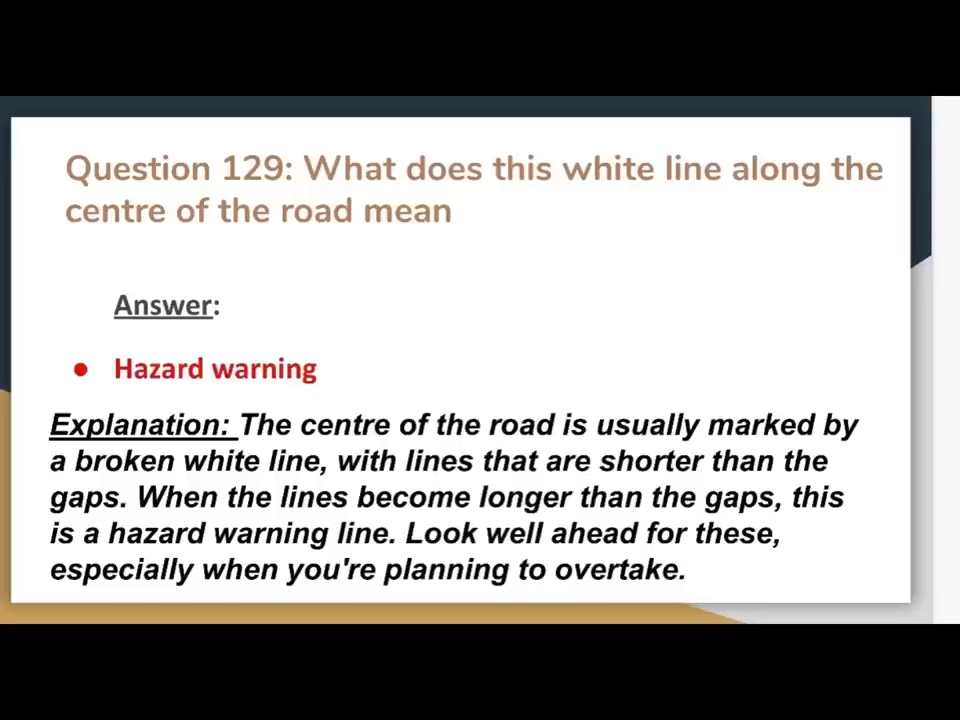 Question 129: What does this white line along the
centre of the road mean
Answer:
● Hazard warning
Explanation: The centre of the road is usually marked by
a broken white line, with lines that are shorter than the
gaps. When the lines become longer than the gaps, this
is a hazard warning line. Look well ahead for these,
especially when you're planning to overtake.